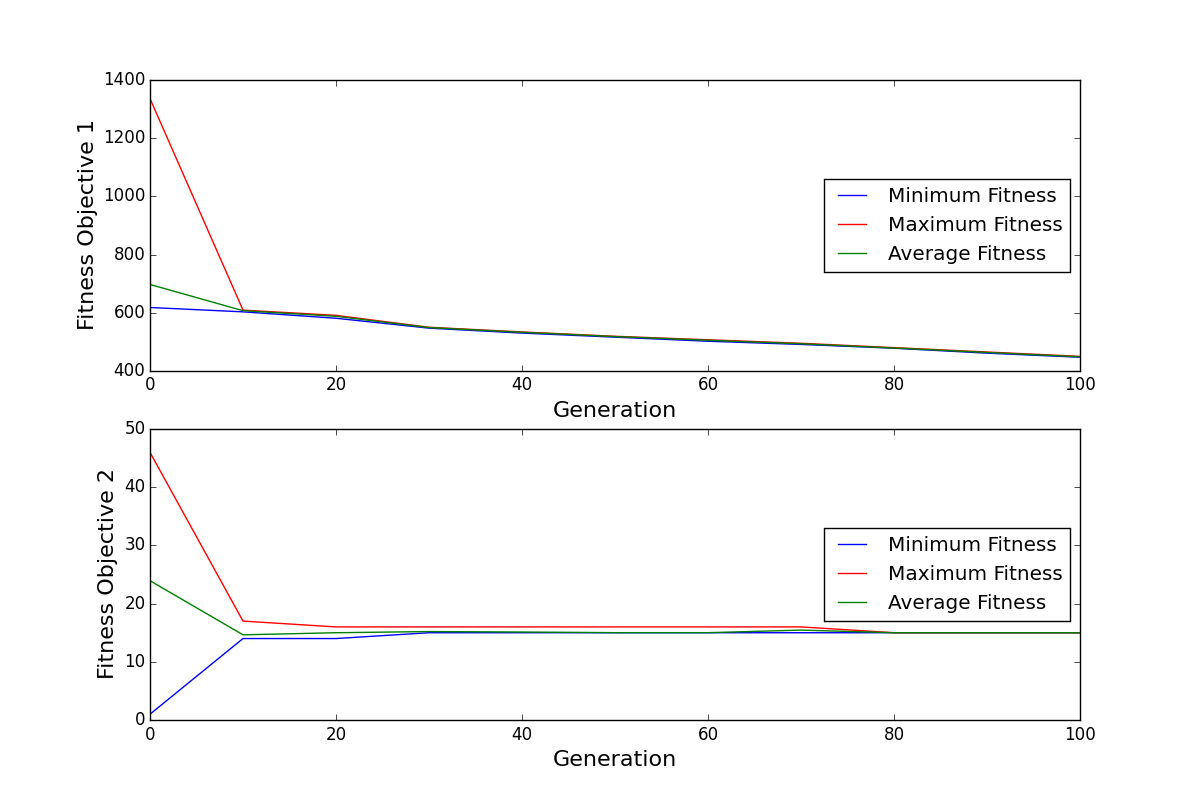 1400
1200
1000
800
600
400
Fitness Objective 1
Minimum Fitness
Maximum Fitness
Average Fitness
0 20 40 60 80 100
Generation
50
40
30
20
10
0
Fitness Objective 2
Minimum Fitness
Maximum Fitness
Average Fitness
0 20 40 60 80 100
Generation